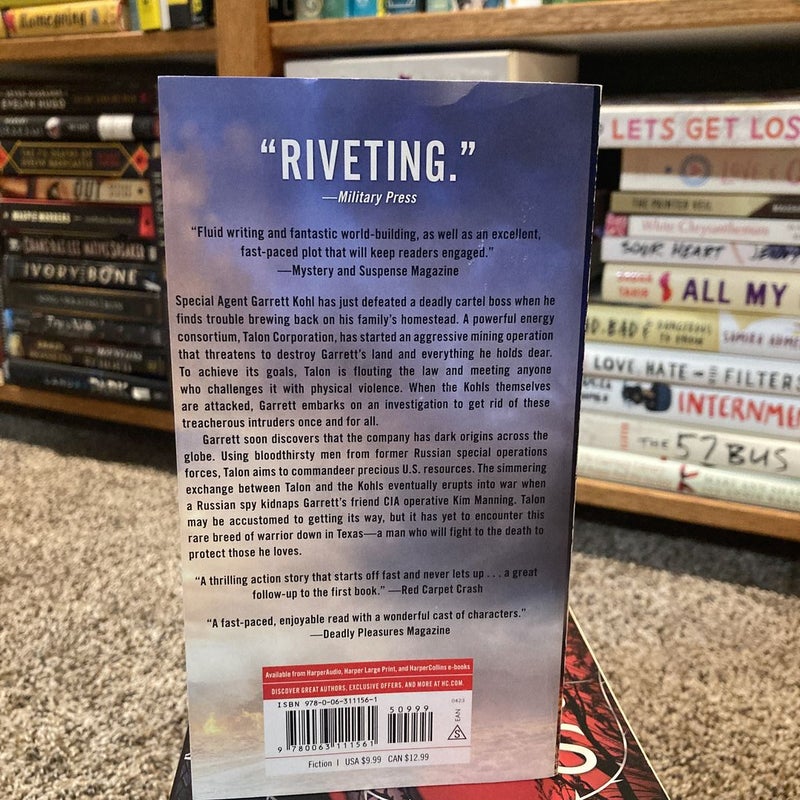 Homecoming
EVELYN HUGO
IVORY BONE
LETS GET LOS
THE PAINTER HEIR
White Chrysanthemum
SOUR HEART
ALL MY
LOVE, HATE
FILTERS
INTERNMEN
THE 57 BUS
“RIVETING.”
—Military Press
“Fluid writing and fantastic world-building, as well as an excellent,
fast-paced plot that will keep readers engaged.”
—Mystery and Suspense Magazine
Special Agent Garrett Kohl has just defeated a deadly cartel boss when he
finds trouble brewing back on his family’s homestead. A powerful energy
consortium, Talon Corporation, has started an aggressive mining operation
that threatens to destroy Garrett’s land and everything he holds dear.
To achieve its goals, Talon is flouting the law and meeting anyone
who challenges it with physical violence. When the Kohls themselves
are attacked, Garrett embarks on an investigation to get rid of these
treacherous intruders once and for all.
Garrett soon discovers that the company has dark origins across the
globe. Using bloodthirsty men from former Russian special operations
forces, Talon aims to commandeer precious U.S. resources. The simmering
exchange between Talon and the Kohls eventually erupts into war when
a Russian spy kidnaps Garrett’s friend CIA operative Kim Manning. Talon
may be accustomed to getting its way, but it has yet to encounter this
rare breed of warrior down in Texas—a man who will fight to the death to
protect those he loves.
“A thrilling action story that starts off fast and never lets up . . . a great
follow-up to the first book.” —Red Carpet Crash
“A fast-paced, enjoyable read with a wonderful cast of characters.”
—Deadly Pleasures Magazine
Available from HarperAudio, Harper Large Print, and HarperCollins e-books
DISCOVER GREAT AUTHORS, EXCLUSIVE OFFERS, AND MORE AT HC.COM.
ISBN 978-0-06-311156-1
50999
0423
9 780063 111561
S EAN
Fiction | USA $9.99 CAN $12.99